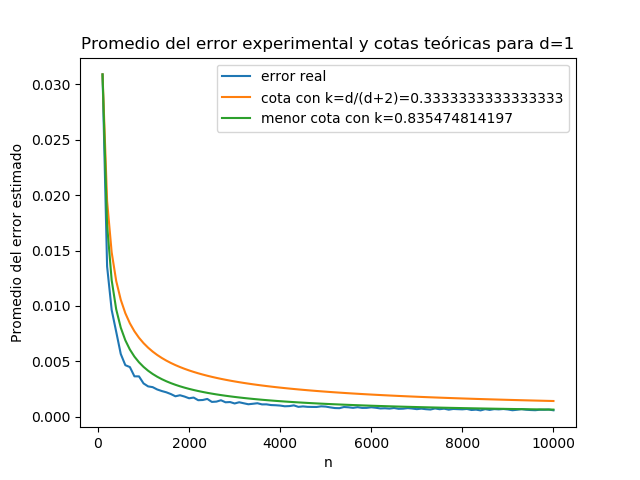 Promedio del error experimental y cotas teóricas para d=1
error real
cota con k=d/(d+2)=0.3333333333333333
menor cota con k=0.835474814197
Promedio del error estimado
0.030
0.025
0.020
0.015
0.010
0.005
0.000
0
2000
4000
6000
8000
10000
n